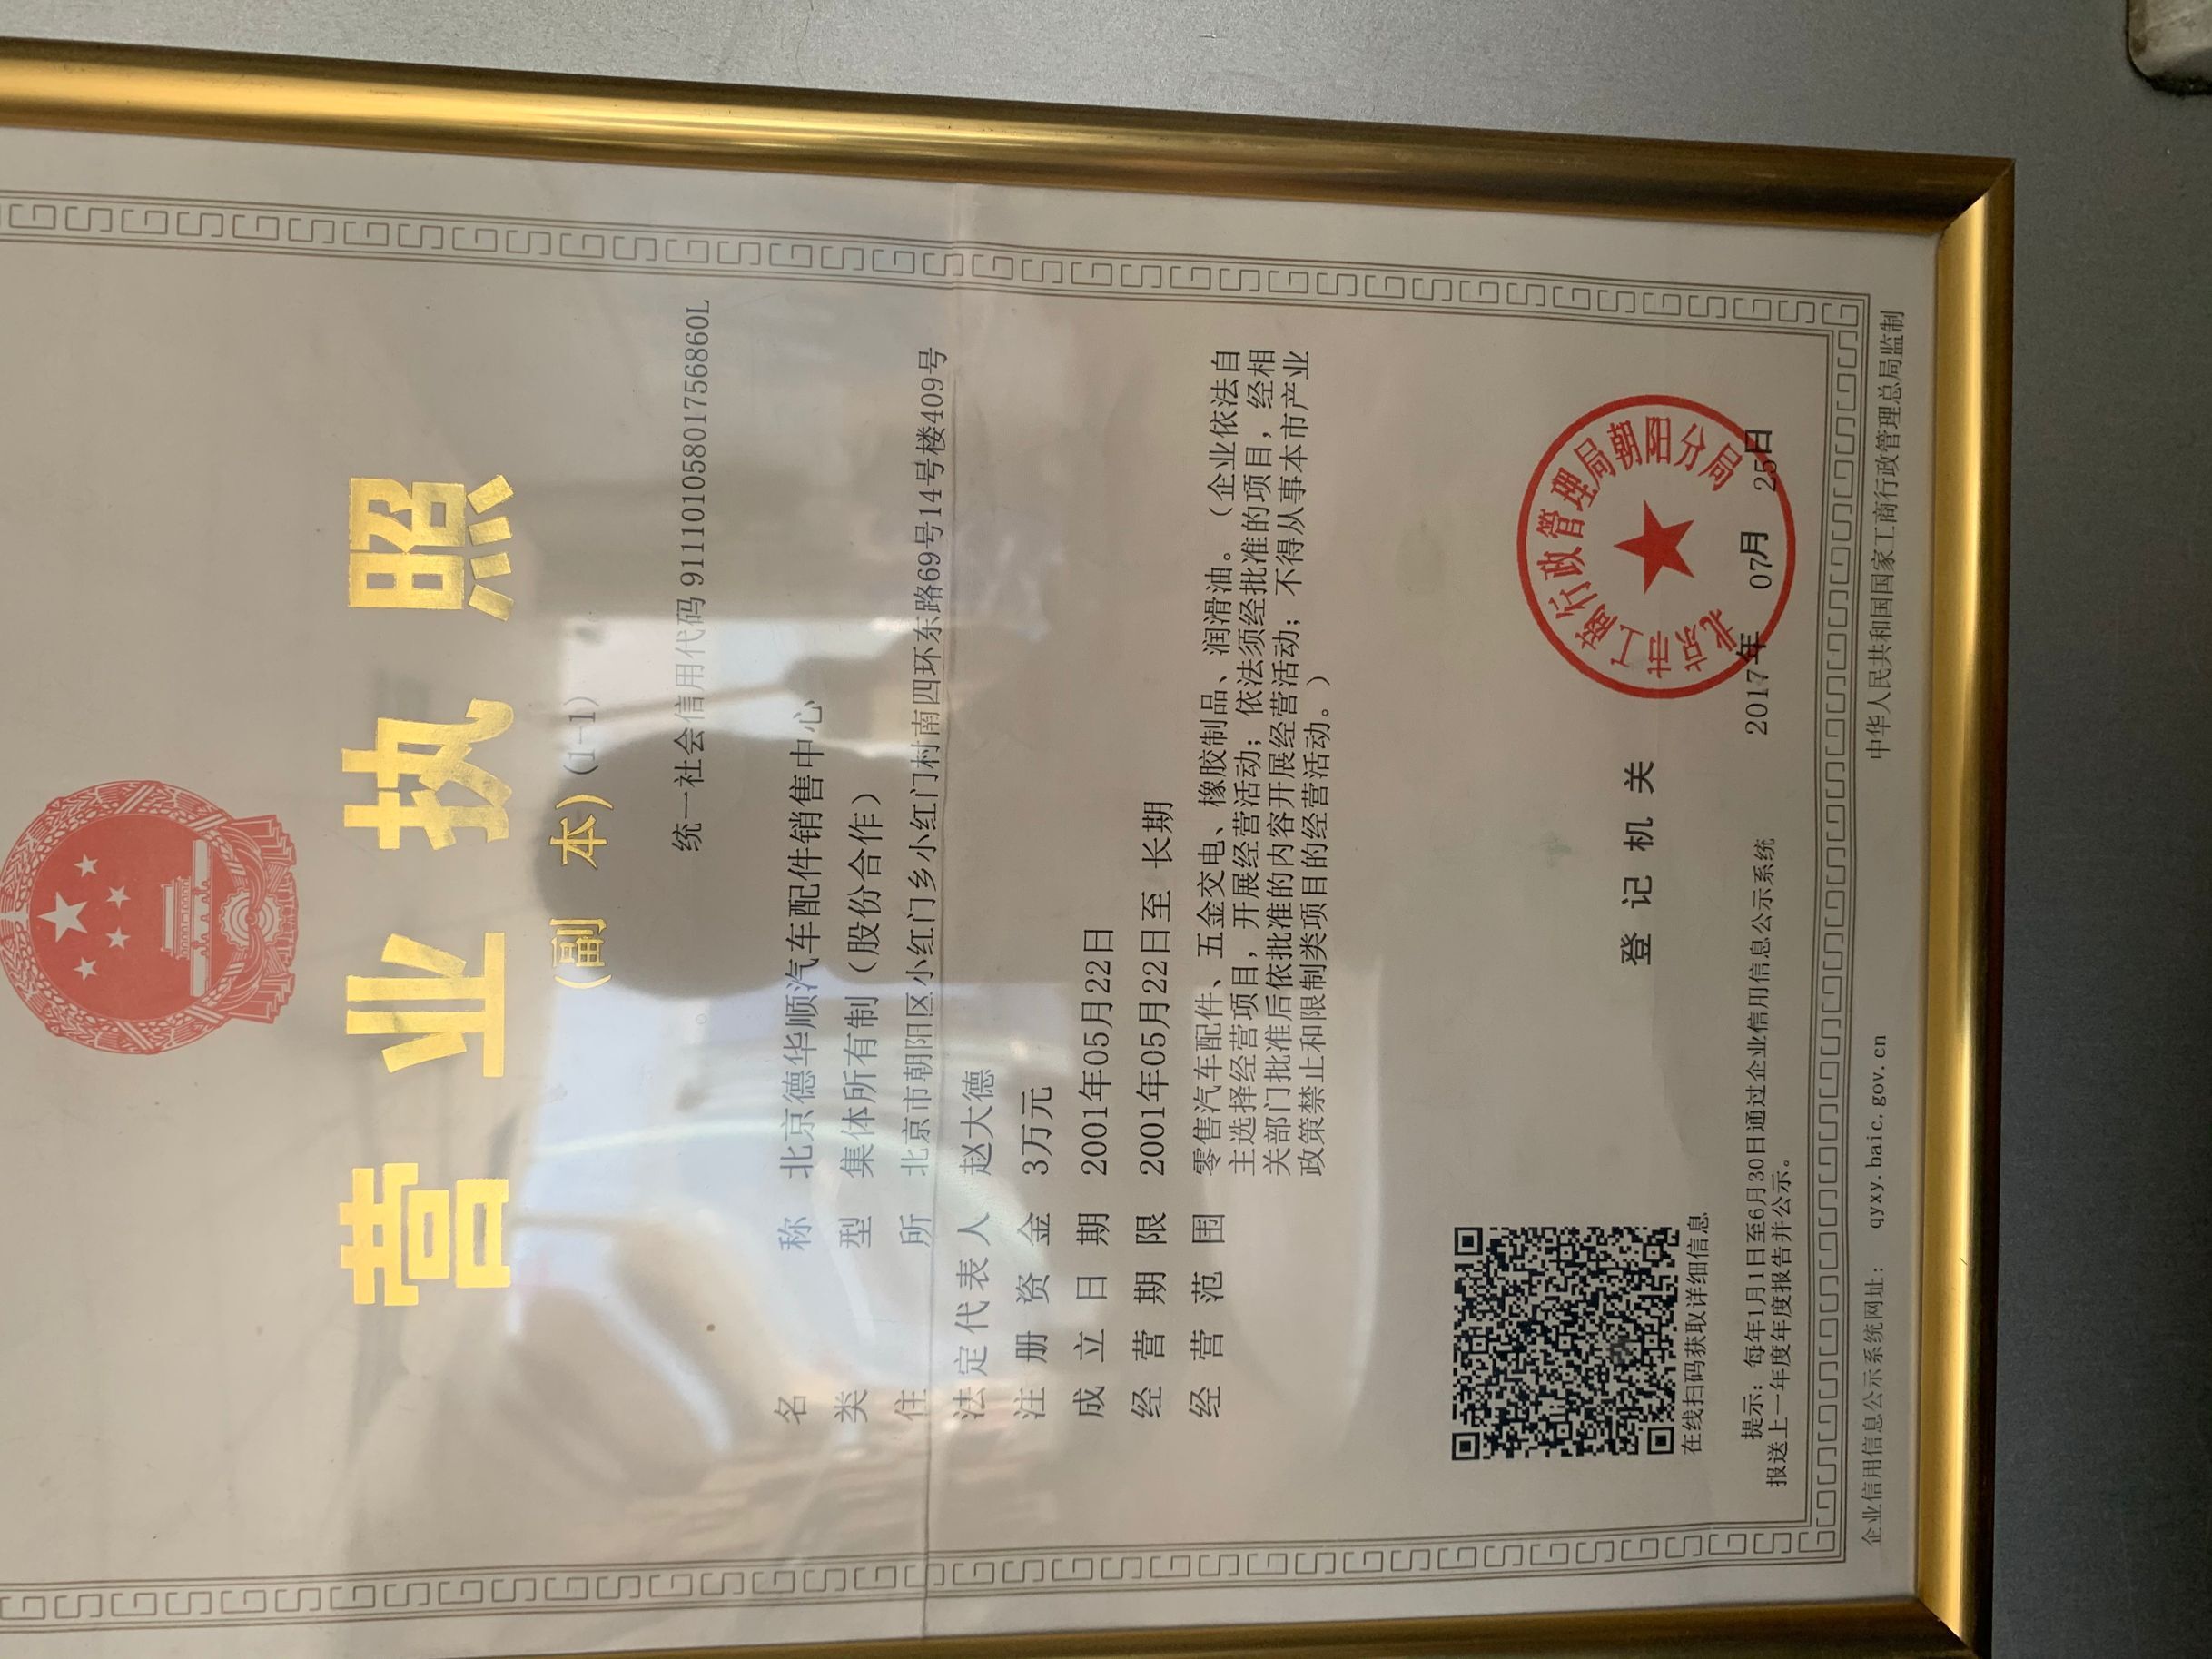 营业执照
(副 本)(1-1)
统一社会信用代码 91110105801756860L
名 称 北京德华顺汽车配件销售中心
类 型 集体所有制（股份合作）
住 所 北京市朝阳区小红门乡小红门村南四环东路69号14号楼409号
法定代表人 赵大德
注册资金 3万元
成立日期 2001年05月22日
经营期限 2001年05月22日至 长期
经营范围 零售汽车配件、五金交电、橡胶制品、润滑油。（企业依法自
主选择经营项目，开展经营活动；依法须经批准的项目，经相
关部门批准后依批准的内容开展经营活动；不得从事本市产业
政策禁止和限制类项目的经营活动。）
在线扫码获取详细信息
登记机关
北京市工商行政管理局朝阳分局
2017年 07月 25日
提示：每年1月1日至6月30日通过企业信用信息公示系统
报送上一年度年度报告并公示。
企业信用信息公示系统网址： qyxy.baic.gov.cn
中华人民共和国国家工商行政管理总局监制